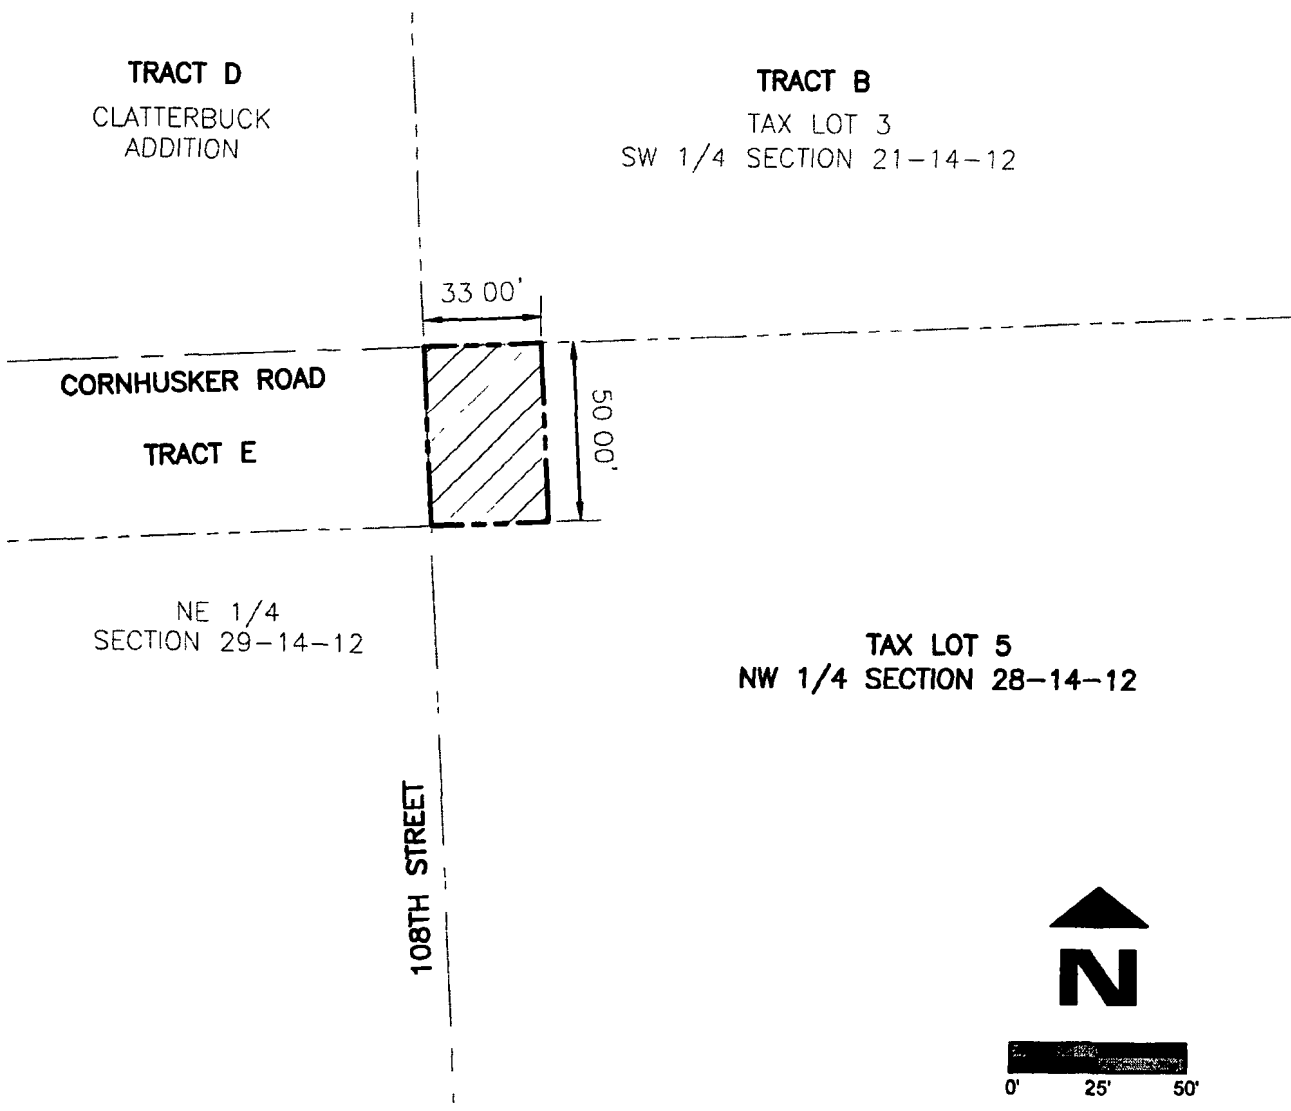 TRACT D
CLATTERBUCK
ADDITION
TRACT B
TAX LOT 3
SW 1/4 SECTION 21-14-12
33 00'
CORNHUSKER ROAD
50 00'
TRACT E
NE 1/4
SECTION 29-14-12
TAX LOT 5
NW 1/4 SECTION 28-14-12
108TH STREET
N
0' 25' 50'